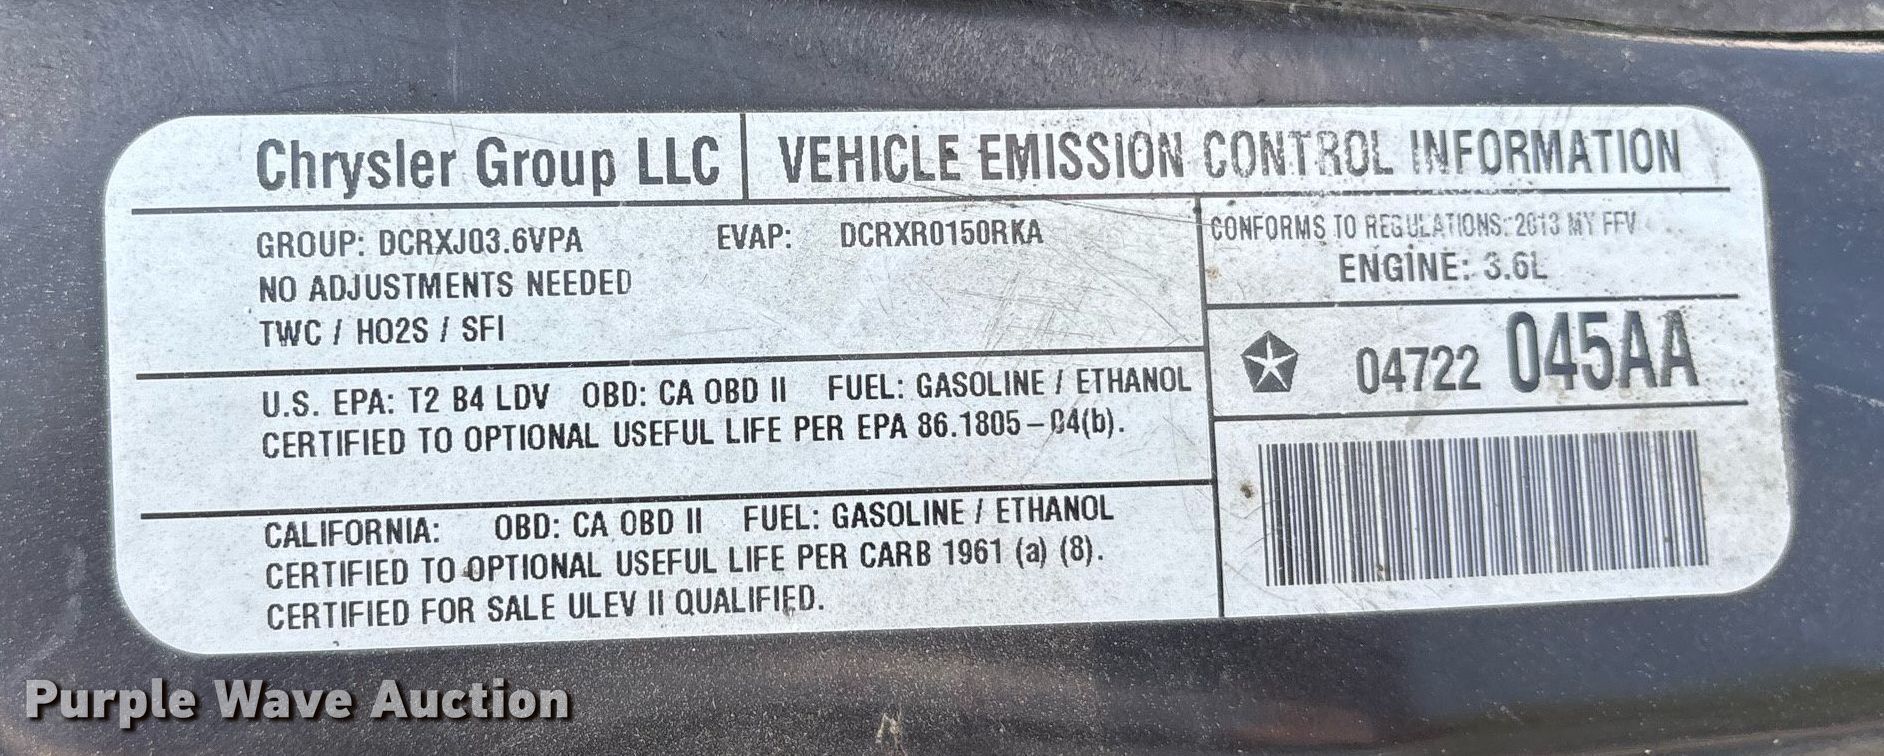 Chrysler Group LLC
VEHICLE EMISSION CONTROL INFORMATION
GROUP: DCRXJ03.6VPA EVAP: DCRXR0150RKA
NO ADJUSTMENTS NEEDED
TWC / HO2S / SFI
CONFORMS TO REGULATIONS: 2013 MY FFV
ENGINE: 3.6L
04722 045AA
U.S. EPA: T2 B4 LDV OBD: CA OBD II FUEL: GASOLINE / ETHANOL
CERTIFIED TO OPTIONAL USEFUL LIFE PER EPA 86.1805-04(b).
CALIFORNIA: OBD: CA OBD II FUEL: GASOLINE / ETHANOL
CERTIFIED TO OPTIONAL USEFUL LIFE PER CARB 1961 (a) (8).
CERTIFIED FOR SALE ULEV II QUALIFIED.
Purple Wave Auction